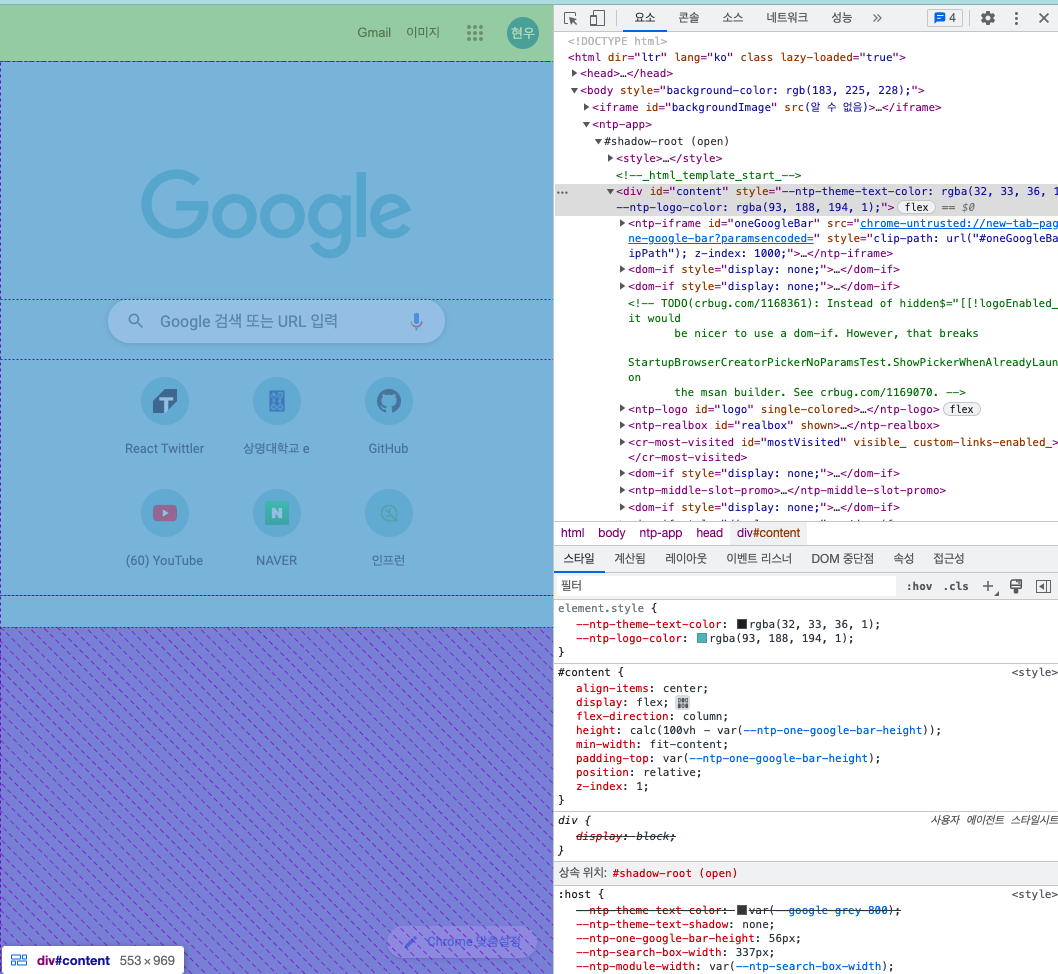 Gmail 이미지 현우
Google
Google 검색 또는 URL 입력
React Twittler 상명대학교 e GitHub
(60) YouTube NAVER 인프런
Chrome 맞춤설정
div#content 553×969
요소 콘솔 소스 네트워크 성능 » 4
<!DOCTYPE html>
<html dir="ltr" lang="ko" class lazy-loaded="true">
<head>…</head>
<body style="background-color: rgb(183, 225, 228);">
<iframe id="backgroundImage" src(알 수 없음)>…</iframe>
<ntp-app>
#shadow-root (open)
<style>…</style>
<!--_html_template_start_-->
<div id="content" style="--ntp-theme-text-color: rgba(32, 33, 36, 1
--ntp-logo-color: rgba(93, 188, 194, 1);"> flex == $0
<ntp-iframe id="oneGoogleBar" src="chrome-untrusted://new-tab-pag
ne-google-bar?paramsencoded=" style="clip-path: url("#oneGoogleBa
ipPath"); z-index: 1000;">…</ntp-iframe>
<dom-if style="display: none;">…</dom-if>
<dom-if style="display: none;">…</dom-if>
<!-- TODO(crbug.com/1168361): Instead of hidden$="[[!logoEnabled_
it would
be nicer to use a dom-if. However, that breaks
StartupBrowserCreatorPickerNoParamsTest.ShowPickerWhenAlreadyLaun
on
the msan builder. See crbug.com/1169070. -->
<ntp-logo id="logo" single-colored>…</ntp-logo> flex
<ntp-realbox id="realbox" shown>…</ntp-realbox>
<cr-most-visited id="mostVisited" visible_ custom-links-enabled_>
</cr-most-visited>
<dom-if style="display: none;">…</dom-if>
<ntp-middle-slot-promo>…</ntp-middle-slot-promo>
<dom-if style="display: none;">…</dom-if>
html body ntp-app head div#content
스타일 계산됨 레이아웃 이벤트 리스너 DOM 중단점 속성 접근성
필터 :hov .cls +
element.style {
--ntp-theme-text-color: rgba(32, 33, 36, 1);
--ntp-logo-color: rgba(93, 188, 194, 1);
}
#content { <style>
align-items: center;
display: flex;
flex-direction: column;
height: calc(100vh - var(--ntp-one-google-bar-height));
min-width: fit-content;
padding-top: var(--ntp-one-google-bar-height);
position: relative;
z-index: 1;
}
div { 사용자 에이전트 스타일시트
display: block;
}
상속 위치: #shadow-root (open)
:host { <style>
--ntp-theme-text-color: var(--google-grey-800);
--ntp-theme-text-shadow: none;
--ntp-one-google-bar-height: 56px;
--ntp-search-box-width: 337px;
--ntp-module-width: var(--ntp-search-box-width);